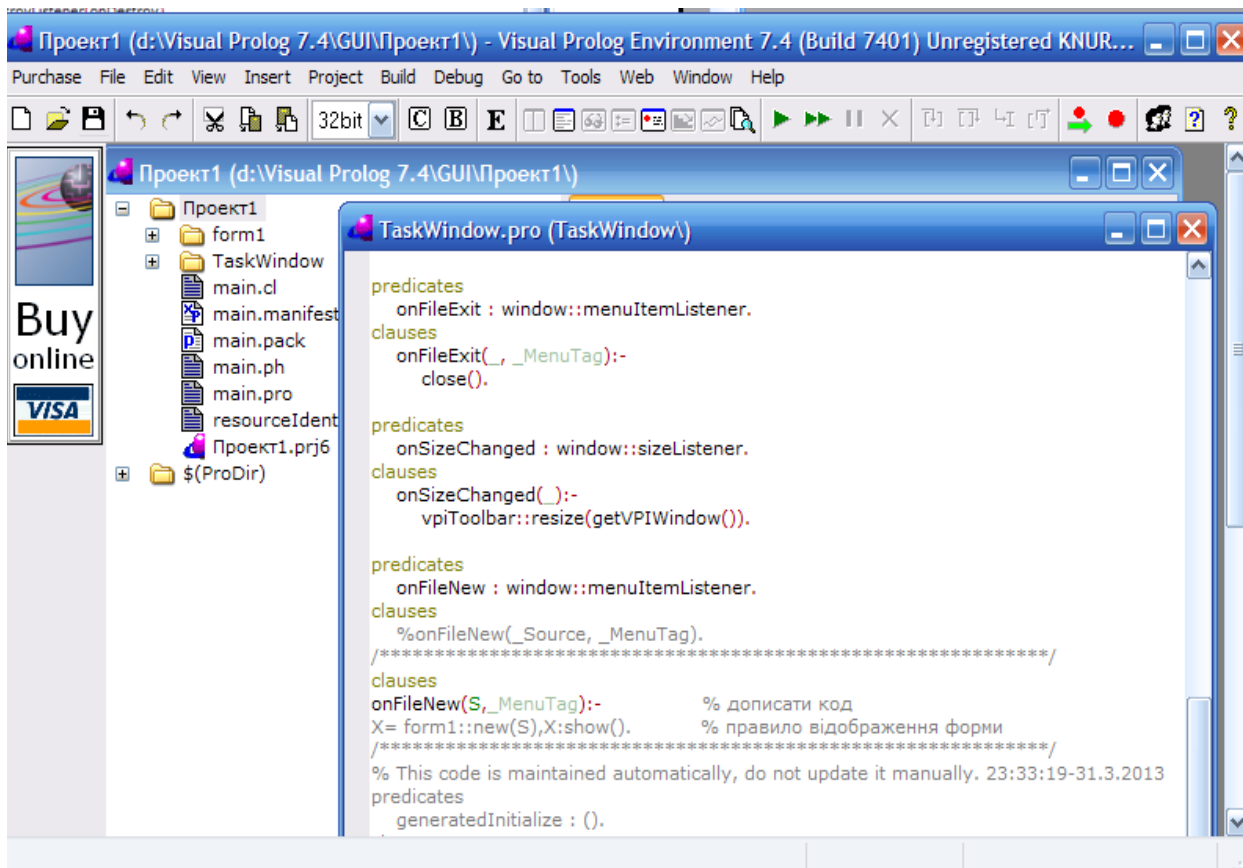 Проект1 (d:\Visual Prolog 7.4\GUI\Проект1\) - Visual Prolog Environment 7.4 (Build 7401) Unregistered KNUR...
Purchase File Edit View Insert Project Build Debug Go to Tools Web Window Help
32bit C B E
Проект1 (d:\Visual Prolog 7.4\GUI\Проект1\)
Проект1
form1
TaskWindow
main.cl
main.manifest
main.pack
main.ph
main.pro
resourceIdent
Проект1.prj6
$(ProDir)
Buy
online
VISA
TaskWindow.pro (TaskWindow\)
predicates
onFileExit : window::menuItemListener.
clauses
onFileExit(_, _MenuTag):-
close().
predicates
onSizeChanged : window::sizeListener.
clauses
onSizeChanged(_):-
vpiToolbar::resize(getVPIWindow()).
predicates
onFileNew : window::menuItemListener.
clauses
%onFileNew(_Source, _MenuTag).
/*************************************************************/
clauses
onFileNew(S,_MenuTag):- % дописати код
X= form1::new(S),X:show(). % правило відображення форми
/*************************************************************/
% This code is maintained automatically, do not update it manually. 23:33:19-31.3.2013
predicates
generatedInitialize : ().